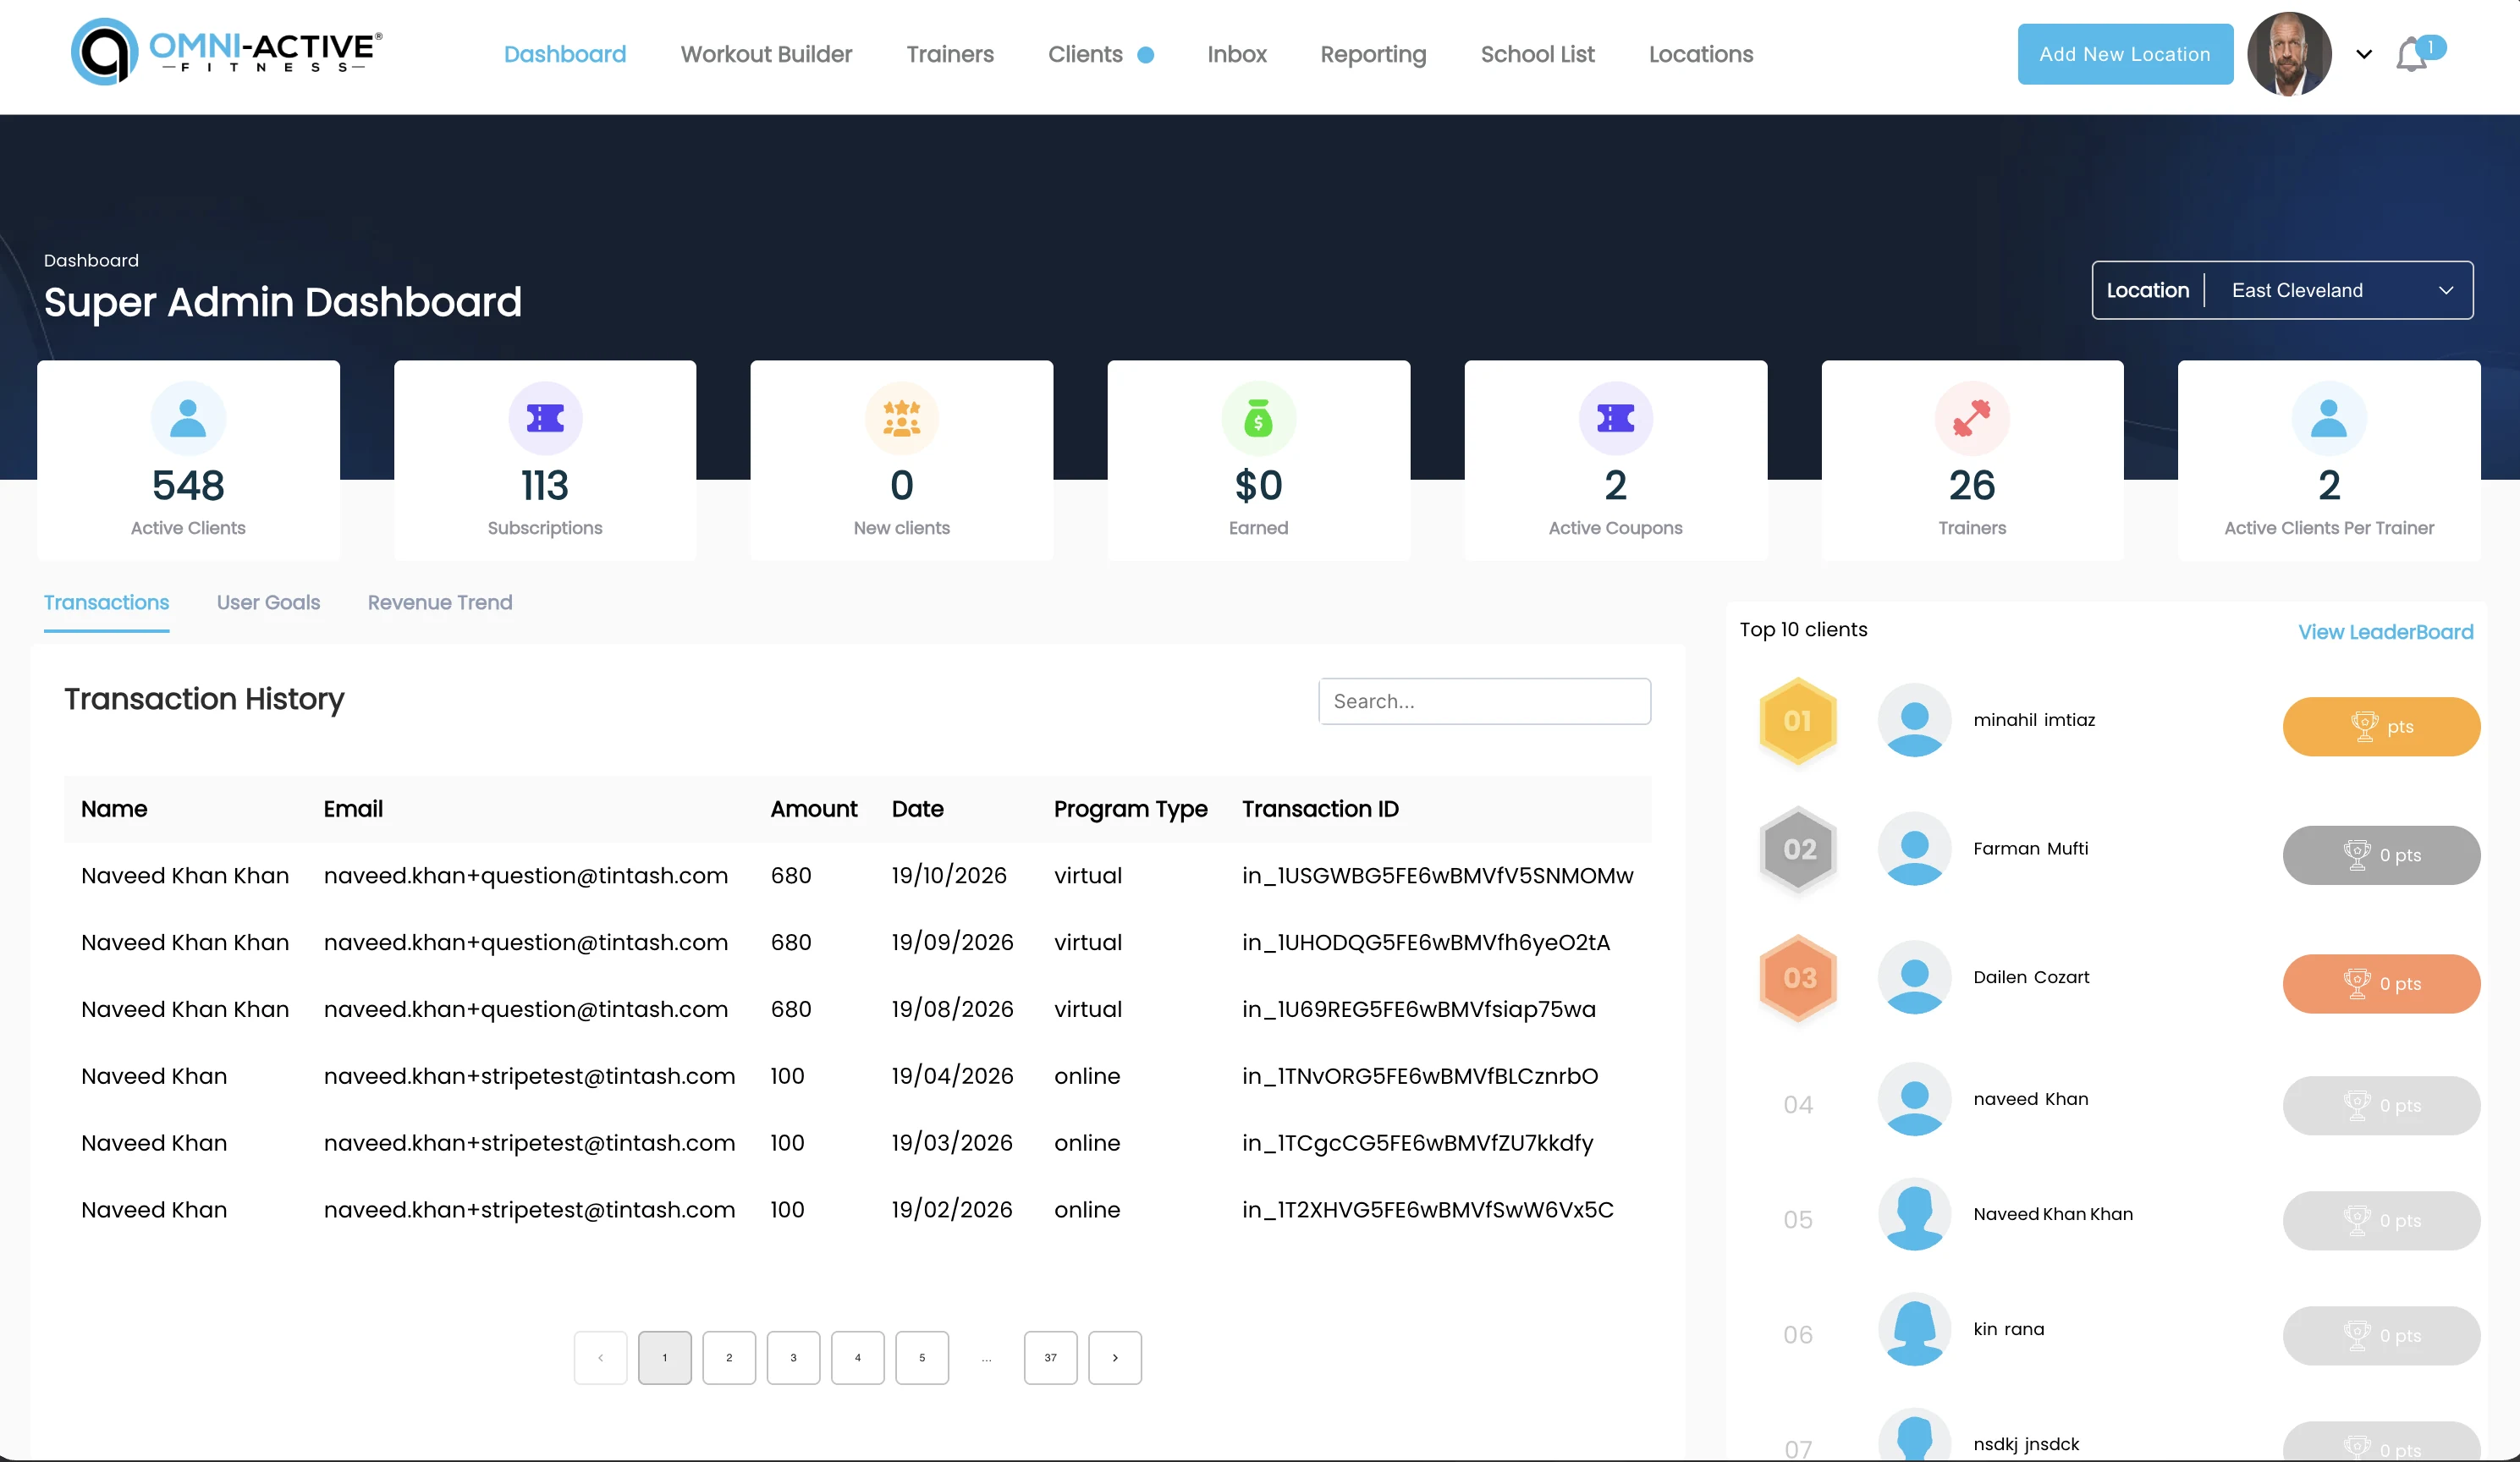 OMNI-ACTIVE®
FITNESS
Dashboard
Workout Builder
Trainers
Clients
Inbox
Reporting
School List
Locations
Add New Location
1
Dashboard
Super Admin Dashboard
Location
East Cleveland
548
Active Clients
113
Subscriptions
0
New clients
$0
Earned
2
Active Coupons
26
Trainers
2
Active Clients Per Trainer
Transactions
User Goals
Revenue Trend
Transaction History
Search...
Name Email Amount Date Program Type Transaction ID
Naveed Khan Khan naveed.khan+question@tintash.com 680 19/10/2026 virtual in_1USGWBG5FE6wBMVfV5SNMOMw
Naveed Khan Khan naveed.khan+question@tintash.com 680 19/09/2026 virtual in_1UHODQG5FE6wBMVfh6yeO2tA
Naveed Khan Khan naveed.khan+question@tintash.com 680 19/08/2026 virtual in_1U69REG5FE6wBMVfsiap75wa
Naveed Khan naveed.khan+stripetest@tintash.com 100 19/04/2026 online in_1TNvORG5FE6wBMVfBLCznrbO
Naveed Khan naveed.khan+stripetest@tintash.com 100 19/03/2026 online in_1TCgcCG5FE6wBMVfZU7kkdfy
Naveed Khan naveed.khan+stripetest@tintash.com 100 19/02/2026 online in_1T2XHVG5FE6wBMVfSwW6Vx5C
‹ 1 2 3 4 5 ... 37 ›
Top 10 clients
View LeaderBoard
01 minahil imtiaz pts
02 Farman Mufti 0 pts
03 Dailen Cozart 0 pts
04 naveed Khan 0 pts
05 Naveed Khan Khan 0 pts
06 kin rana 0 pts
07 nsdkj jnsdck 0 pts